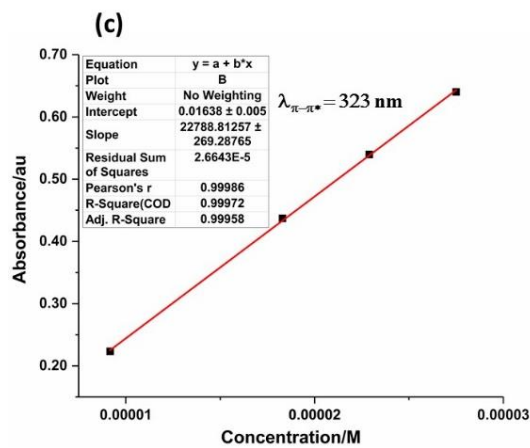 (c)
Equation y = a + b*x
Plot B
Weight No Weighting
Intercept 0.01638 ± 0.005
Slope 22788.81257 ±
269.28765
Residual Sum
of Squares 2.6643E-5
Pearson's r 0.99986
R-Square(COD 0.99972
Adj. R-Square 0.99958
λπ–π* = 323 nm
Absorbance/au
0.70
0.60
0.50
0.40
0.30
0.20
0.00001
0.00002
0.00003
Concentration/M